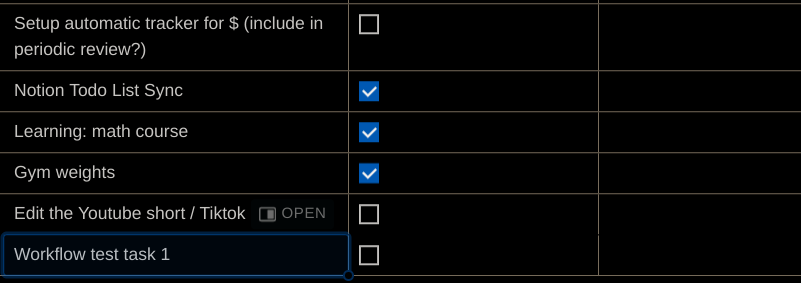 Setup automatic tracker for $ (include in
periodic review?)
Notion Todo List Sync
Learning: math course
Gym weights
Edit the Youtube short / Tiktok OPEN
Workflow test task 1